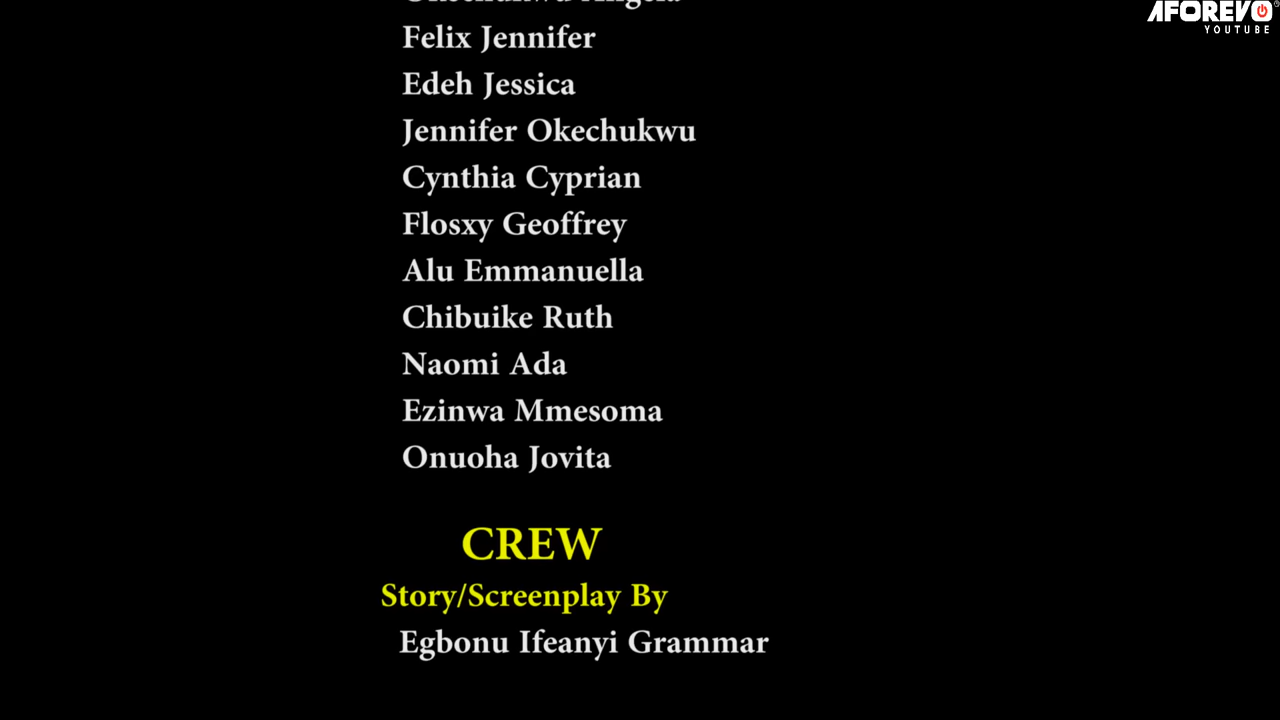 AFOREVO
YOUTUBE
Felix Jennifer
Edeh Jessica
Jennifer Okechukwu
Cynthia Cyprian
Flosxy Geoffrey
Alu Emmanuella
Chibuike Ruth
Naomi Ada
Ezinwa Mmesoma
Onuoha Jovita
CREW
Story/Screenplay By
Egbonu Ifeanyi Grammar